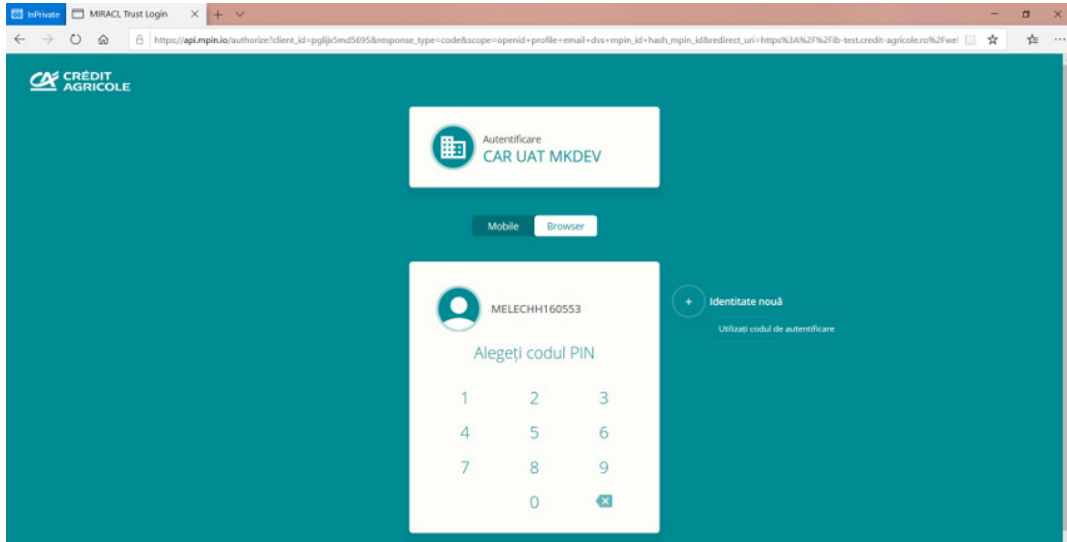 InPrivate MIRACL Trust Login
https://api.mpin.io/authorize?client_id=pglijx5md5695&response_type=code&scope=openid+profile+email+dvs+mpin_id+hash_mpin_id&redirect_uri=https%3A%2F%2Fib-test.credit-agricole.ro%2Fwel
CRÉDIT
AGRICOLE
Autentificare
CAR UAT MKDEV
Mobile Browser
MELECHH160553
Alegeți codul PIN
1 2 3
4 5 6
7 8 9
0
+ Identitate nouă
Utilizați codul de autentificare